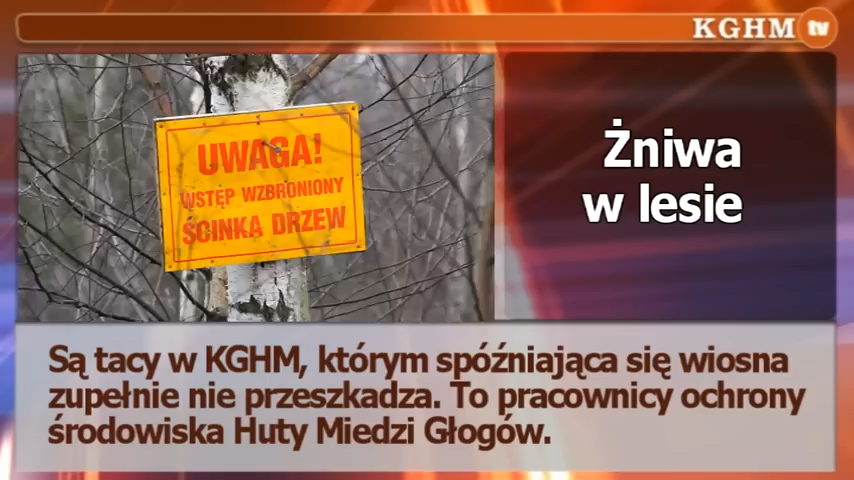 KGHM tv
UWAGA!
WSTĘP WZBRONIONY
ŚCINKA DRZEW
Żniwa
w lesie
Są tacy w KGHM, którym spóźniająca się wiosna
zupełnie nie przeszkadza. To pracownicy ochrony
środowiska Huty Miedzi Głogów.